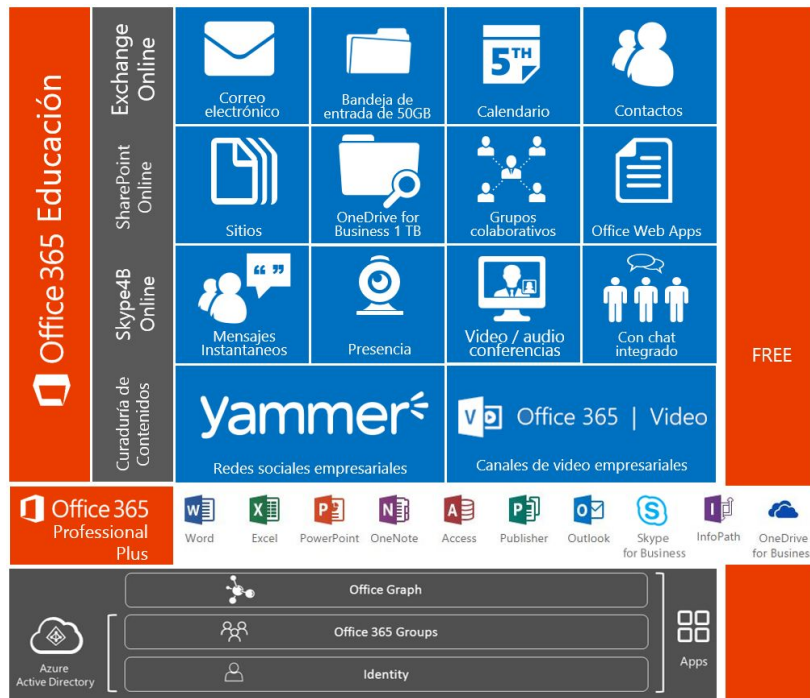 Office 365 Educación
Exchange
Online
Correo
electrónico
Bandeja de
entrada de 50GB
5TH
Calendario
Contactos
SharePoint
Online
Sitios
OneDrive for
Business 1 TB
Grupos
colaborativos
Office Web Apps
Skype4B
Online
Mensajes
Instantaneos
Presencia
Video / audio
conferencias
Con chat
integrado
FREE
Curaduría de
Contenidos
yammer
Redes sociales empresariales
V
Office 365 | Video
Canales de video empresariales
Office 365
Professional
Plus
W
Word
X
Excel
P
PowerPoint
N
OneNote
A
Access
P
Publisher
O
Outlook
S
Skype
for Business
I
InfoPath
OneDrive
for Busines
Azure
Active Directory
Office Graph
Office 365 Groups
Identity
Apps